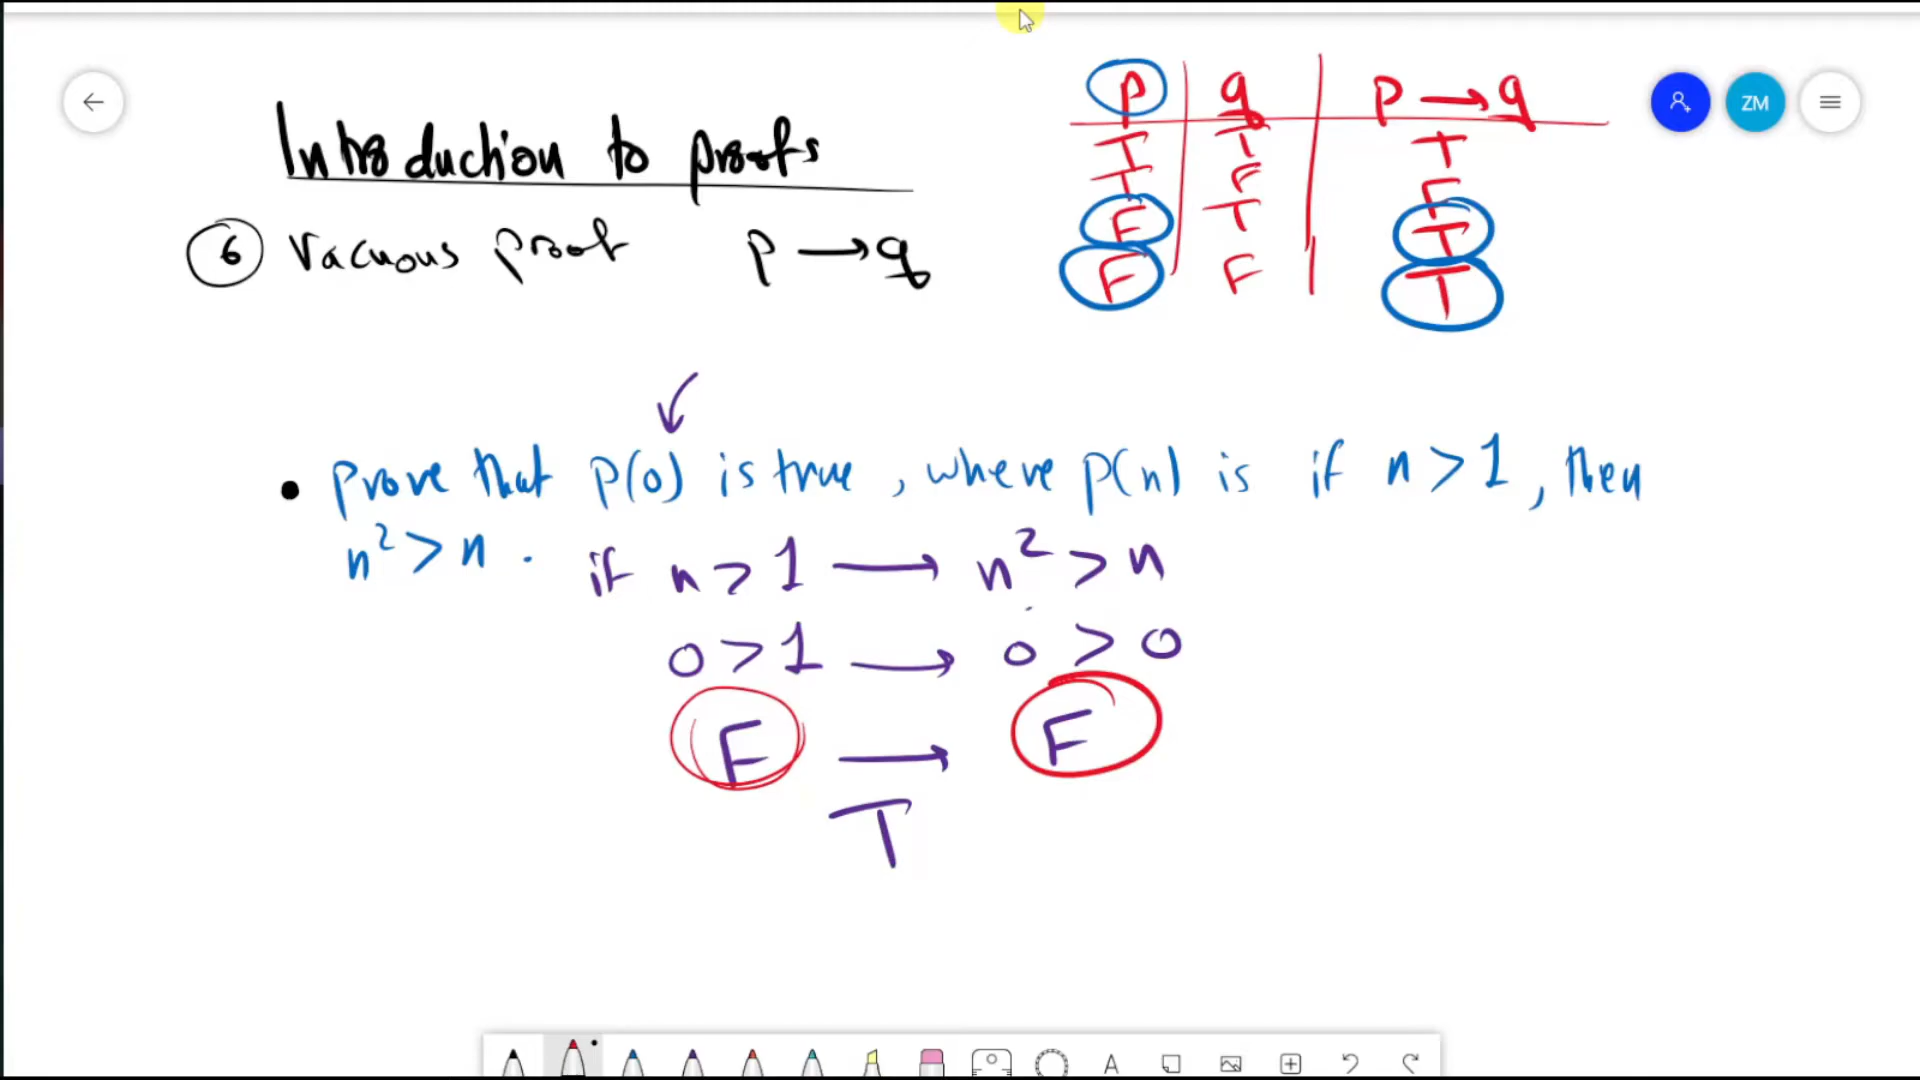 Introduction to proofs
⑥ Vacuous proof p → q
p q p → q
T T T
T F F
F T T
F F T
• prove that p(0) is true, where p(n) is if n > 1, then
n² > n.
if n > 1 → n² > n
0 > 1 → 0 > 0
F → F
T
ZM
A